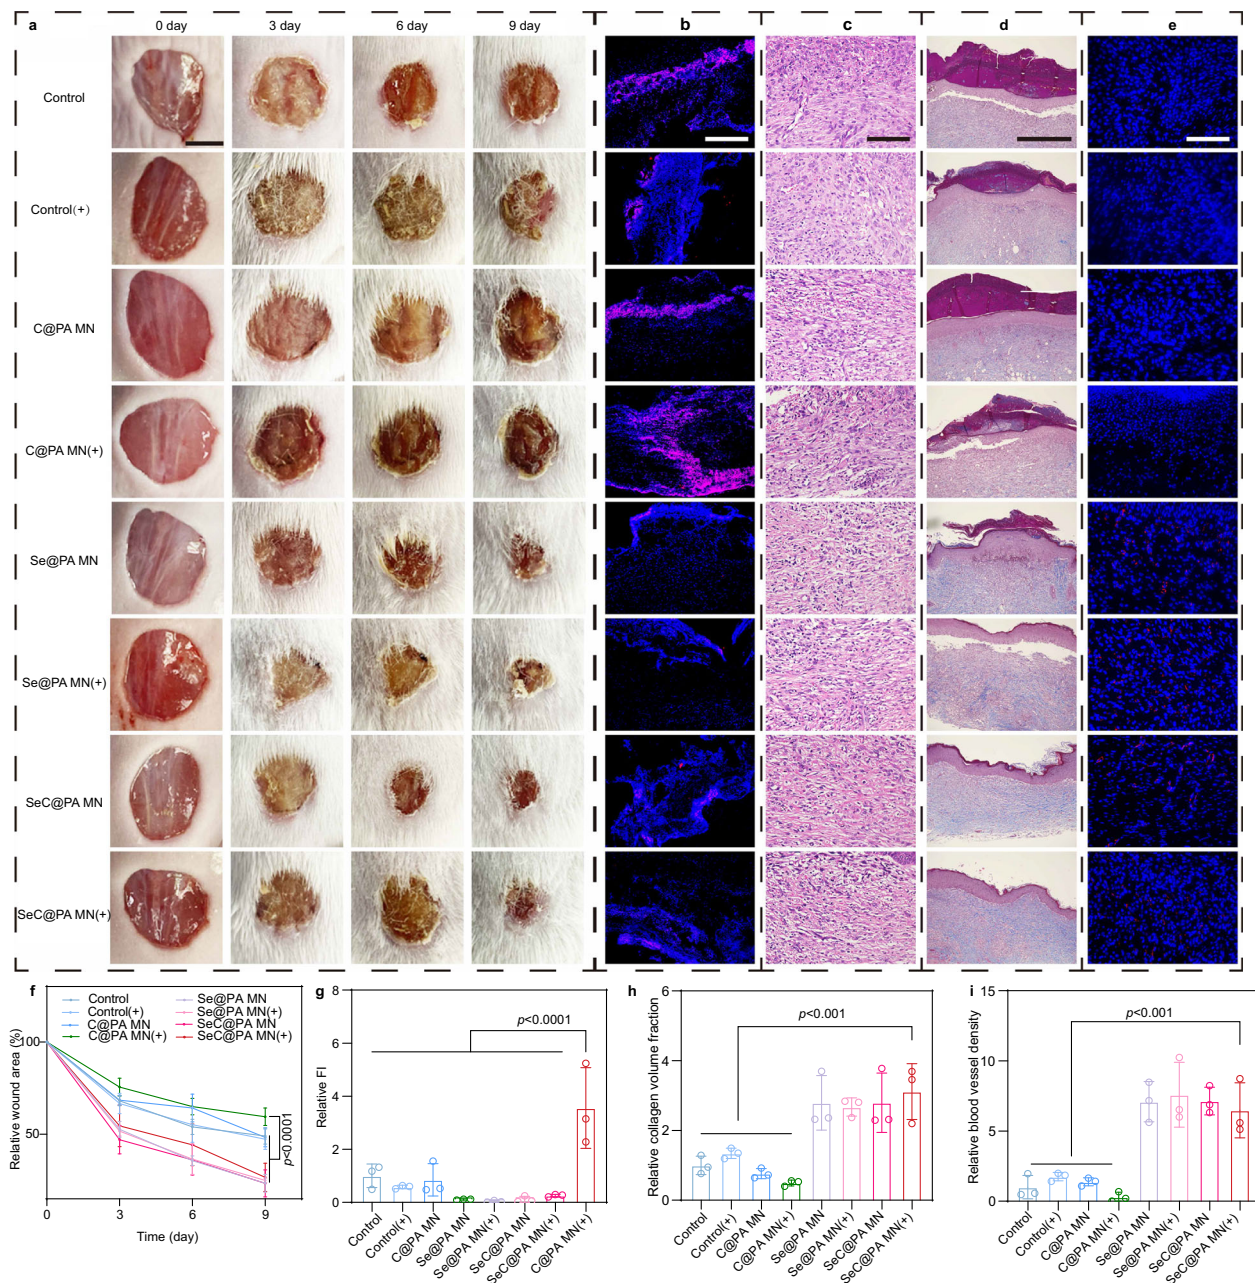 a 0 day 3 day 6 day 9 day b c d e
Control
Control(+)
C@PA MN
C@PA MN(+)
Se@PA MN
Se@PA MN(+)
SeC@PA MN
SeC@PA MN(+)
f
Control Se@PA MN
Control(+) Se@PA MN(+)
C@PA MN SeC@PA MN
C@PA MN(+) SeC@PA MN(+)
Relative wound area (%)
100
50
p<0.0001
0 3 6 9
Time (day)
g
Relative FI
8
6
4
2
0
p<0.0001
Control
Control(+)
C@PA MN
Se@PA MN
Se@PA MN(+)
SeC@PA MN
SeC@PA MN(+)
C@PA MN(+)
h
Relative collagen volume fraction
6
4
2
0
p<0.001
Control
Control(+)
C@PA MN
C@PA MN(+)
Se@PA MN
Se@PA MN(+)
SeC@PA MN
SeC@PA MN(+)
i
Relative blood vessel density
15
10
5
0
p<0.001
Control
Control(+)
C@PA MN
C@PA MN(+)
Se@PA MN
Se@PA MN(+)
SeC@PA MN
SeC@PA MN(+)